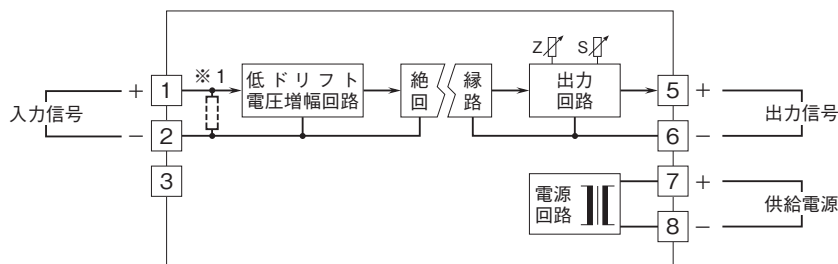 Z S
※1
+ 1 低ドリフト 絶 縁 出力 5 +
電圧増幅回路 回 路 回路
入力信号 出力信号
− 2 6 −
3 電源 7 +
回路 供給電源
8 −